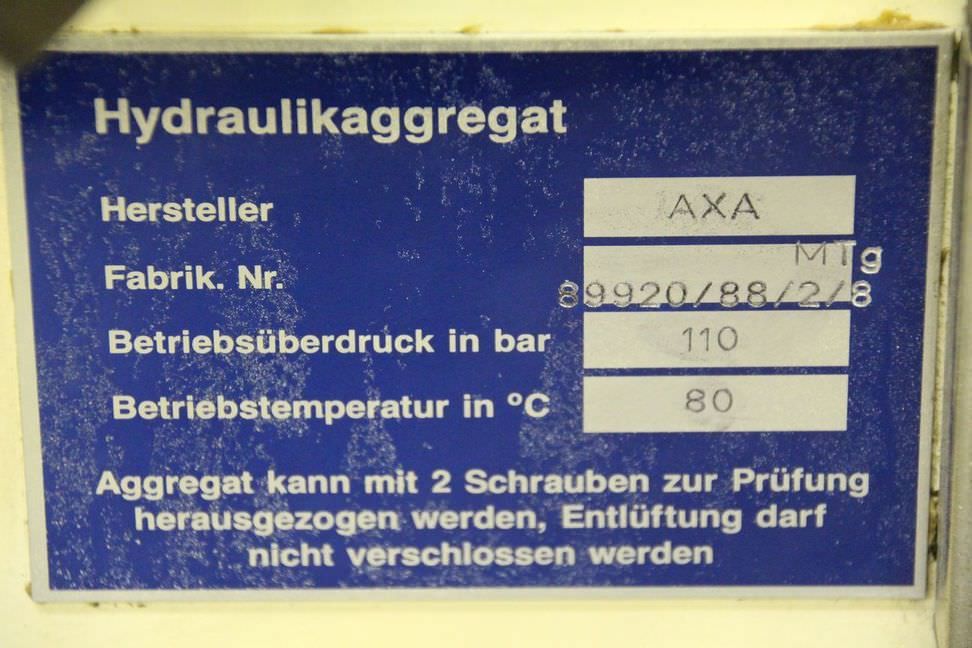 Hydraulikaggregat
Hersteller AXA
MTg
Fabrik. Nr. 89920/88/2/8
Betriebsüberdruck in bar 110
Betriebstemperatur in °C 80
Aggregat kann mit 2 Schrauben zur Prüfung
herausgezogen werden, Entlüftung darf
nicht verschlossen werden